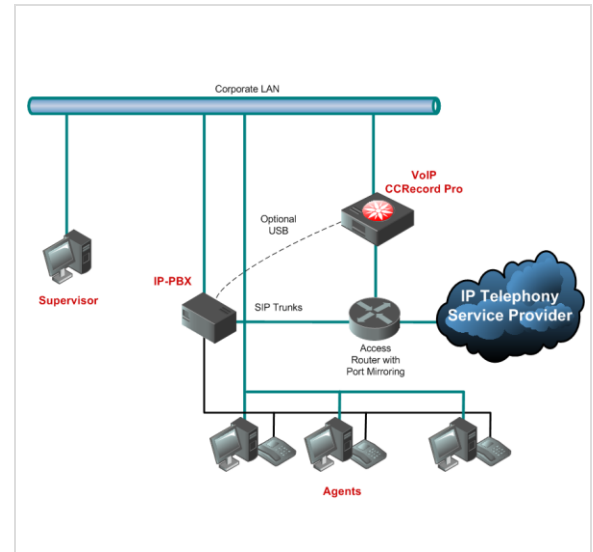 Corporate LAN
VoIP
CCRecord Pro
Optional
USB
IP-PBX
Supervisor
SIP Trunks
IP Telephony
Service Provider
Access
Router with
Port Mirroring
Agents